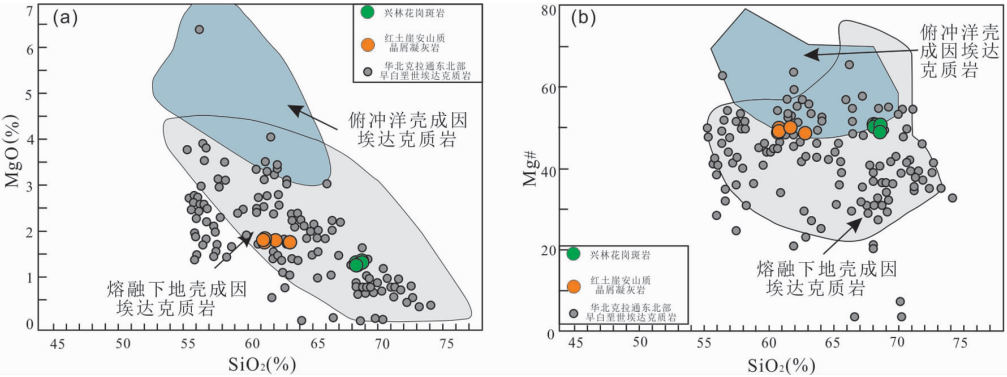 (a)
7
6
5
4
3
2
1
0
MgO(%)
兴林花岗斑岩
红土崖安山质
晶屑凝灰岩
华北克拉通东北部
早白垩世埃达克质岩
俯冲洋壳成因
埃达克质岩
熔融下地壳成因
埃达克质岩
45 50 55 60 65 70 75
SiO₂(%)
(b)
80
60
40
20
0
Mg#
俯冲洋壳
成因埃达
克质岩
熔融下地壳成因
埃达克质岩
兴林花岗斑岩
红土崖安山质
晶屑凝灰岩
华北克拉通东北部
早白垩世埃达克质岩
45 50 55 60 65 70 75
SiO₂(%)